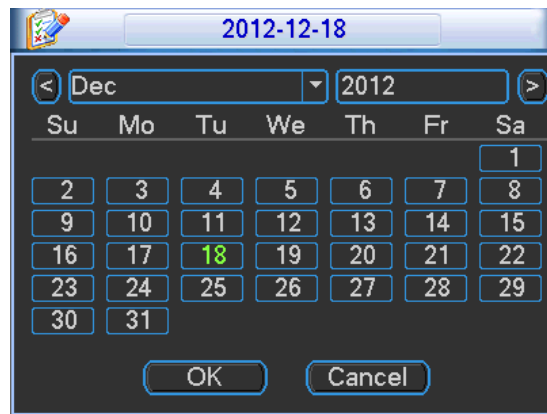 2012-12-18
< Dec 2012 >
Su Mo Tu We Th Fr Sa
1
2 3 4 5 6 7 8
9 10 11 12 13 14 15
16 17 18 19 20 21 22
23 24 25 26 27 28 29
30 31
OK Cancel